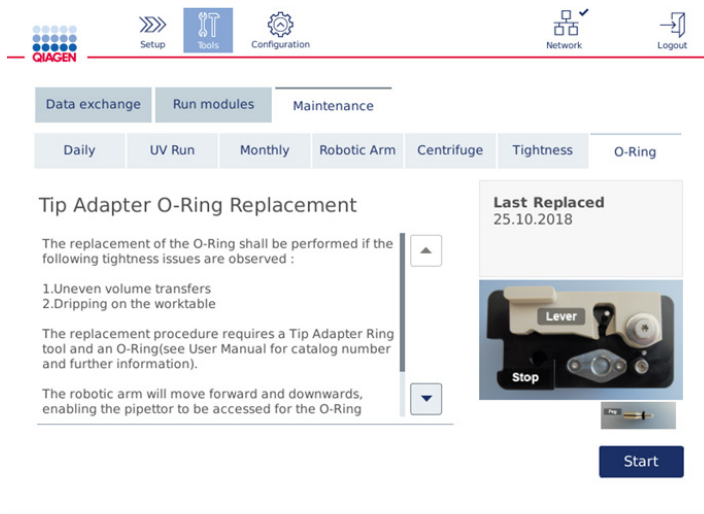 QIAGEN
Setup
Tools
Configuration
Network
Logout
Data exchange
Run modules
Maintenance
Daily
UV Run
Monthly
Robotic Arm
Centrifuge
Tightness
O-Ring
Tip Adapter O-Ring Replacement
The replacement of the O-Ring shall be performed if the
following tightness issues are observed :
1.Uneven volume transfers
2.Dripping on the worktable
The replacement procedure requires a Tip Adapter Ring
tool and an O-Ring(see User Manual for catalog number
and further information).
The robotic arm will move forward and downwards,
enabling the pipettor to be accessed for the O-Ring
Last Replaced
25.10.2018
Lever
Stop
Peg
Start